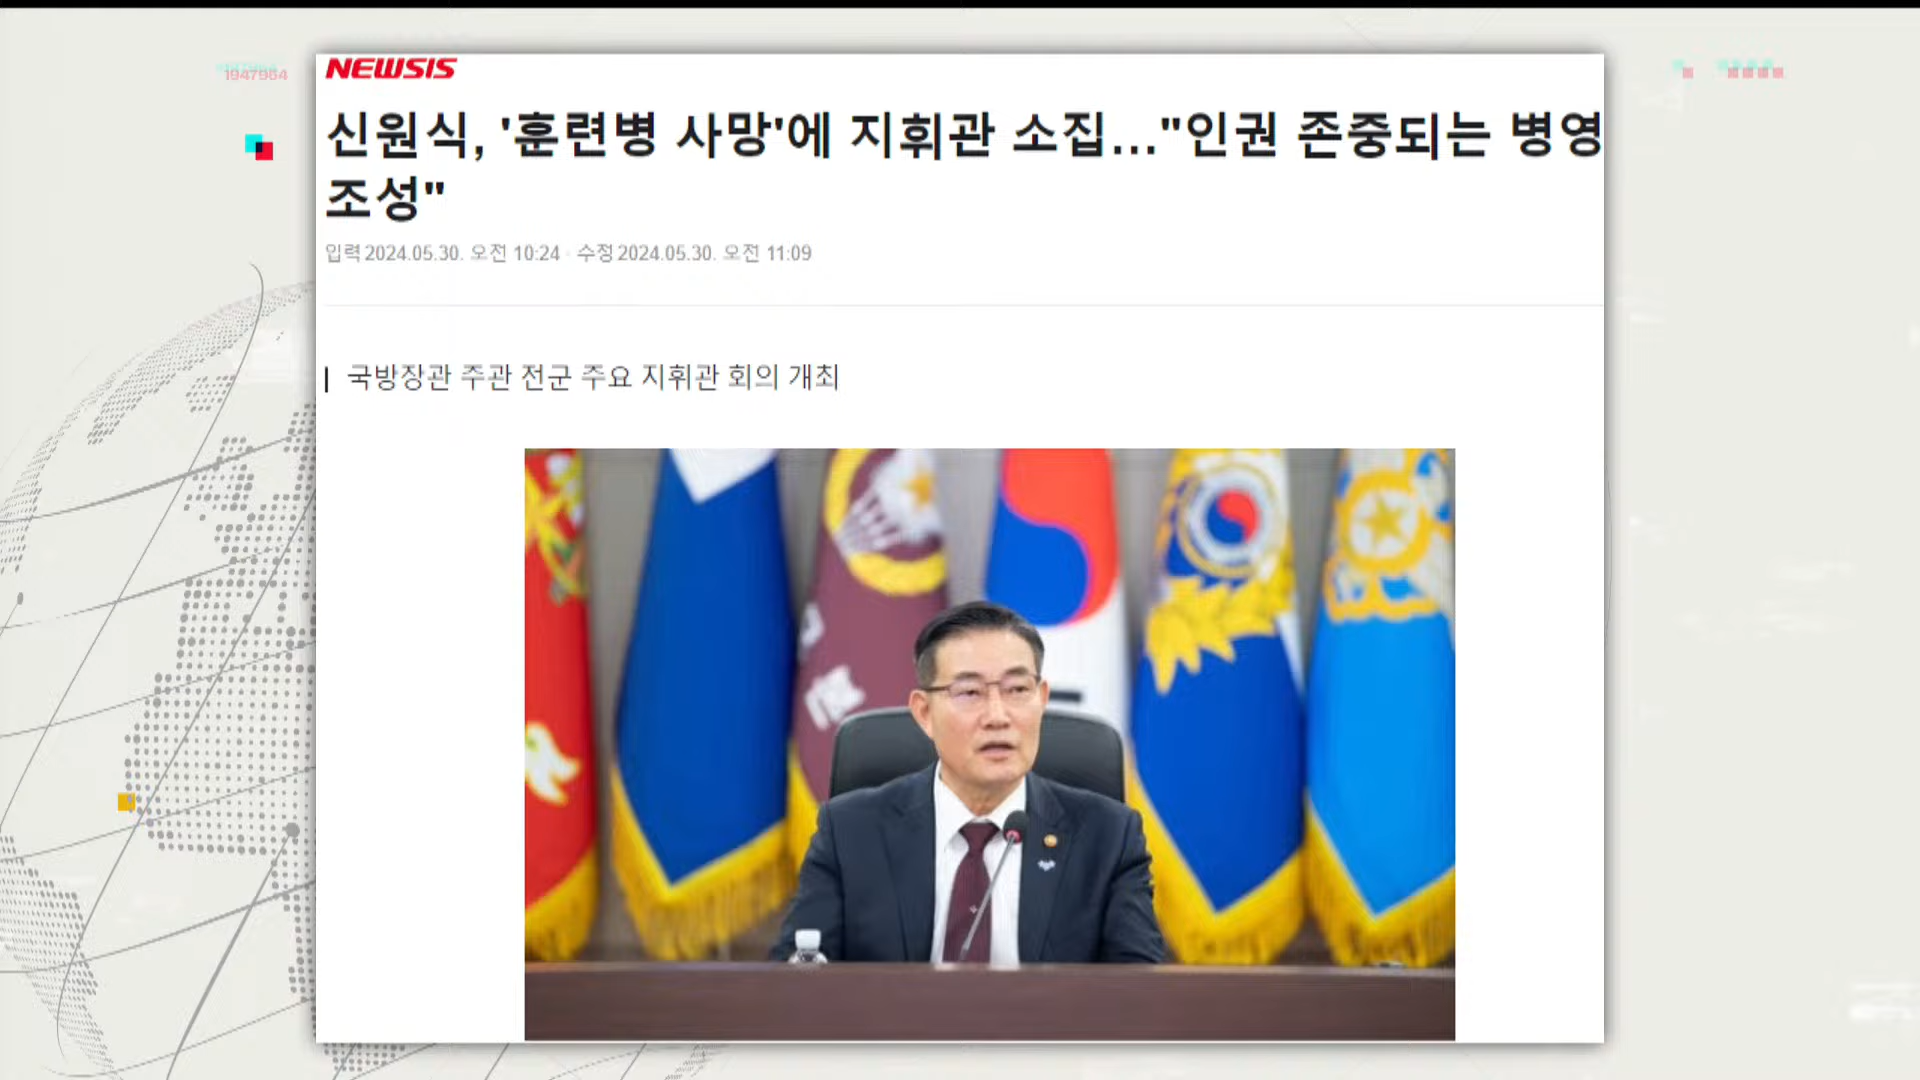 1947964
NEWSIS
신원식, '훈련병 사망'에 지휘관 소집…"인권 존중되는 병영
조성"
입력 2024.05.30. 오전 10:24 · 수정 2024.05.30. 오전 11:09
국방장관 주관 전군 주요 지휘관 회의 개최